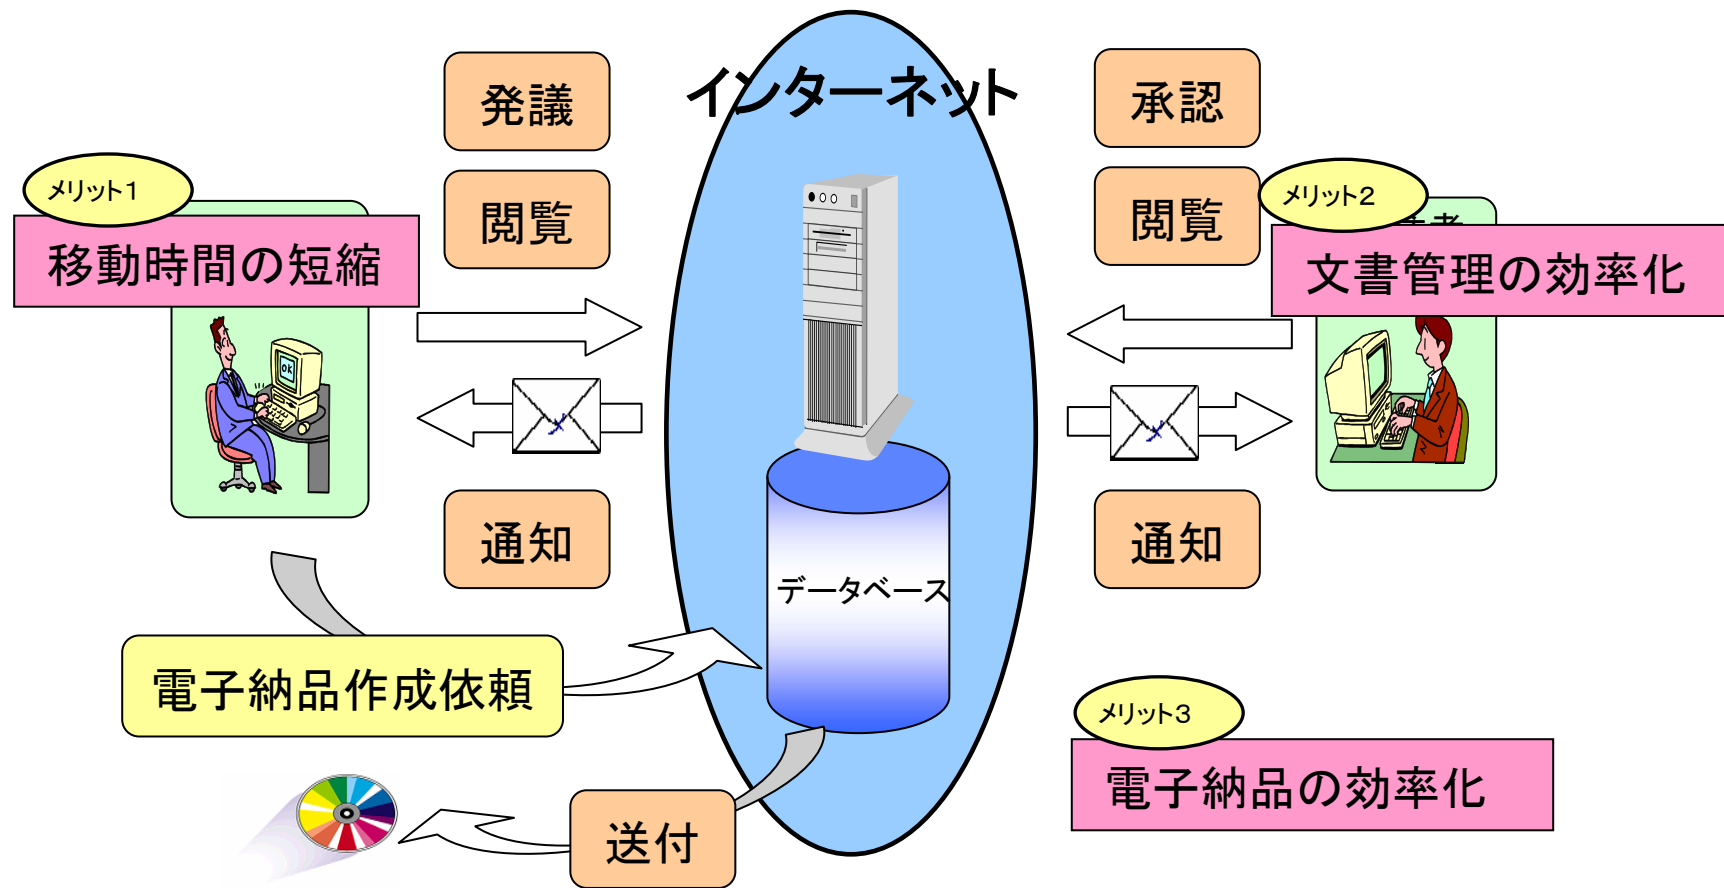 インターネット
発議
承認
メリット1
閲覧
閲覧
メリット2
移動時間の短縮
文書管理の効率化
OK
通知
通知
データベース
電子納品作成依頼
メリット3
電子納品の効率化
送付